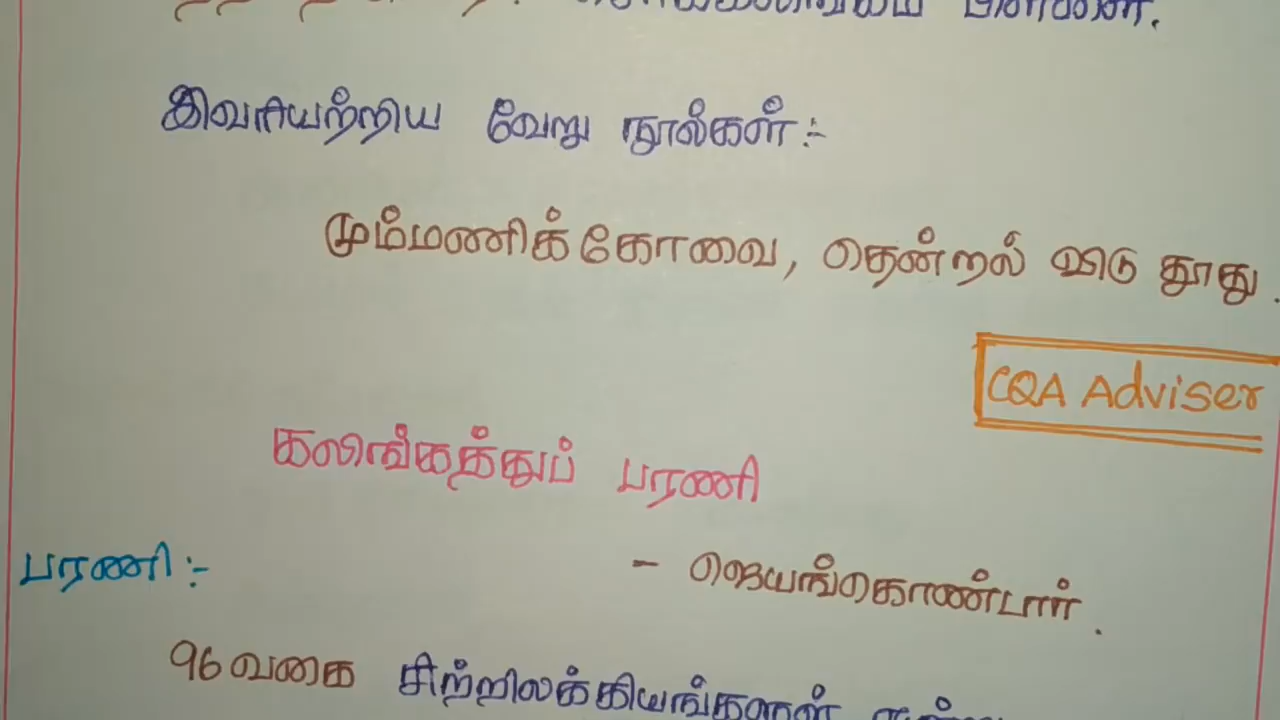 இவரியற்றிய வேறு நூல்கள் :-
மும்மணிக்கோவை, தென்றல் விடு தூது.
CQA Adviser
கலிங்கத்துப் பரணி
- ஜெயங்கொண்டார்.
பரணி :-
96 வகை சிற்றிலக்கியங்களுள்